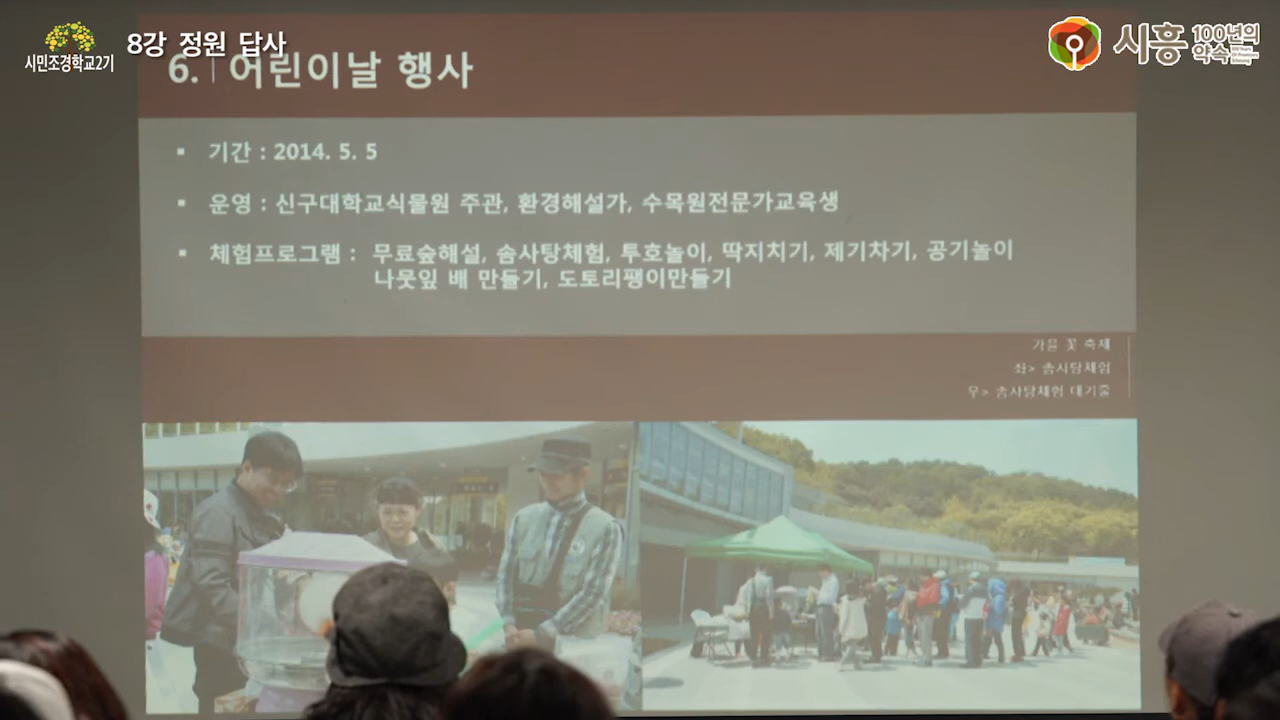 시민조경학교2기
8강 정원 답사
시흥 100년의 약속
6. 어린이날 행사
▪ 기간 : 2014. 5. 5
▪ 운영 : 신구대학교식물원 주관, 환경해설가, 수목원전문가교육생
▪ 체험프로그램 : 무료숲해설, 솜사탕체험, 투호놀이, 딱지치기, 제기차기, 공기놀이
나뭇잎 배 만들기, 도토리팽이만들기
가을 꽃 축제
좌> 솜사탕체험
우> 솜사탕체험 대기줄